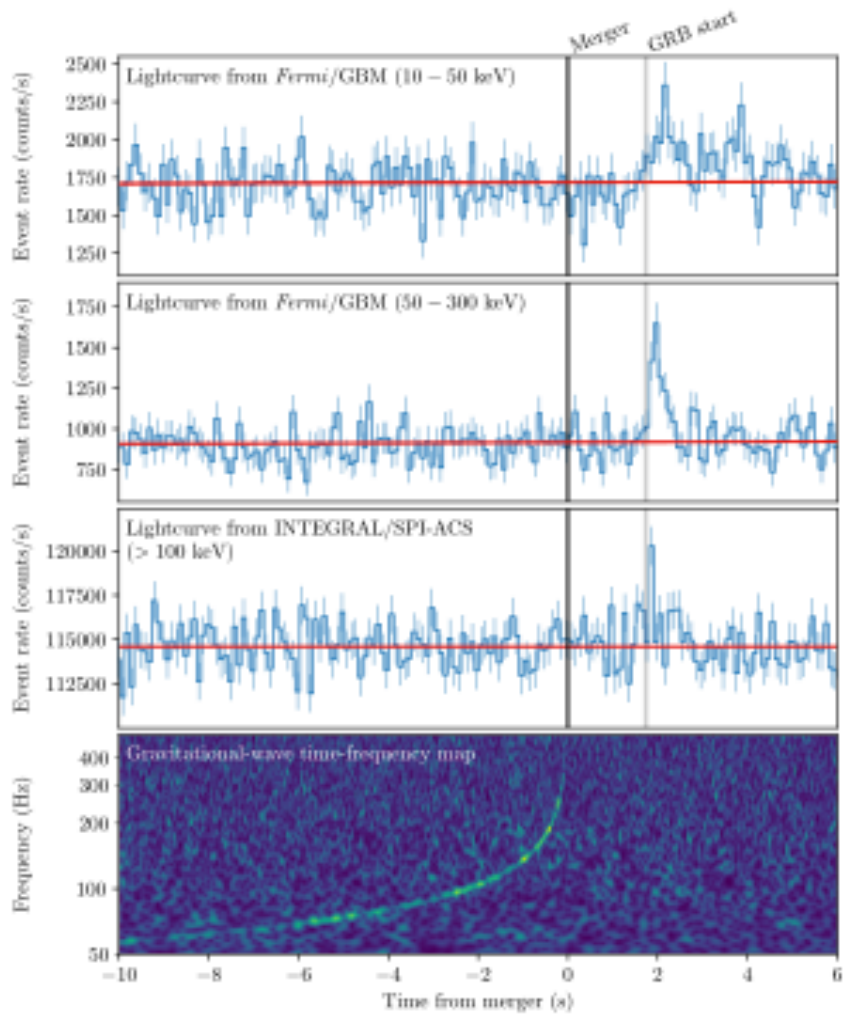 Merger GRB start
Lightcurve from Fermi/GBM (10 − 50 keV)
Event rate (counts/s)
2500
2250
2000
1750
1500
1250
Lightcurve from Fermi/GBM (50 − 300 keV)
Event rate (counts/s)
1750
1500
1250
1000
750
Lightcurve from INTEGRAL/SPI-ACS
(> 100 keV)
Event rate (counts/s)
120000
117500
115000
112500
Gravitational-wave time-frequency map
Frequency (Hz)
400
300
200
100
50
−10 −8 −6 −4 −2 0 2 4 6
Time from merger (s)